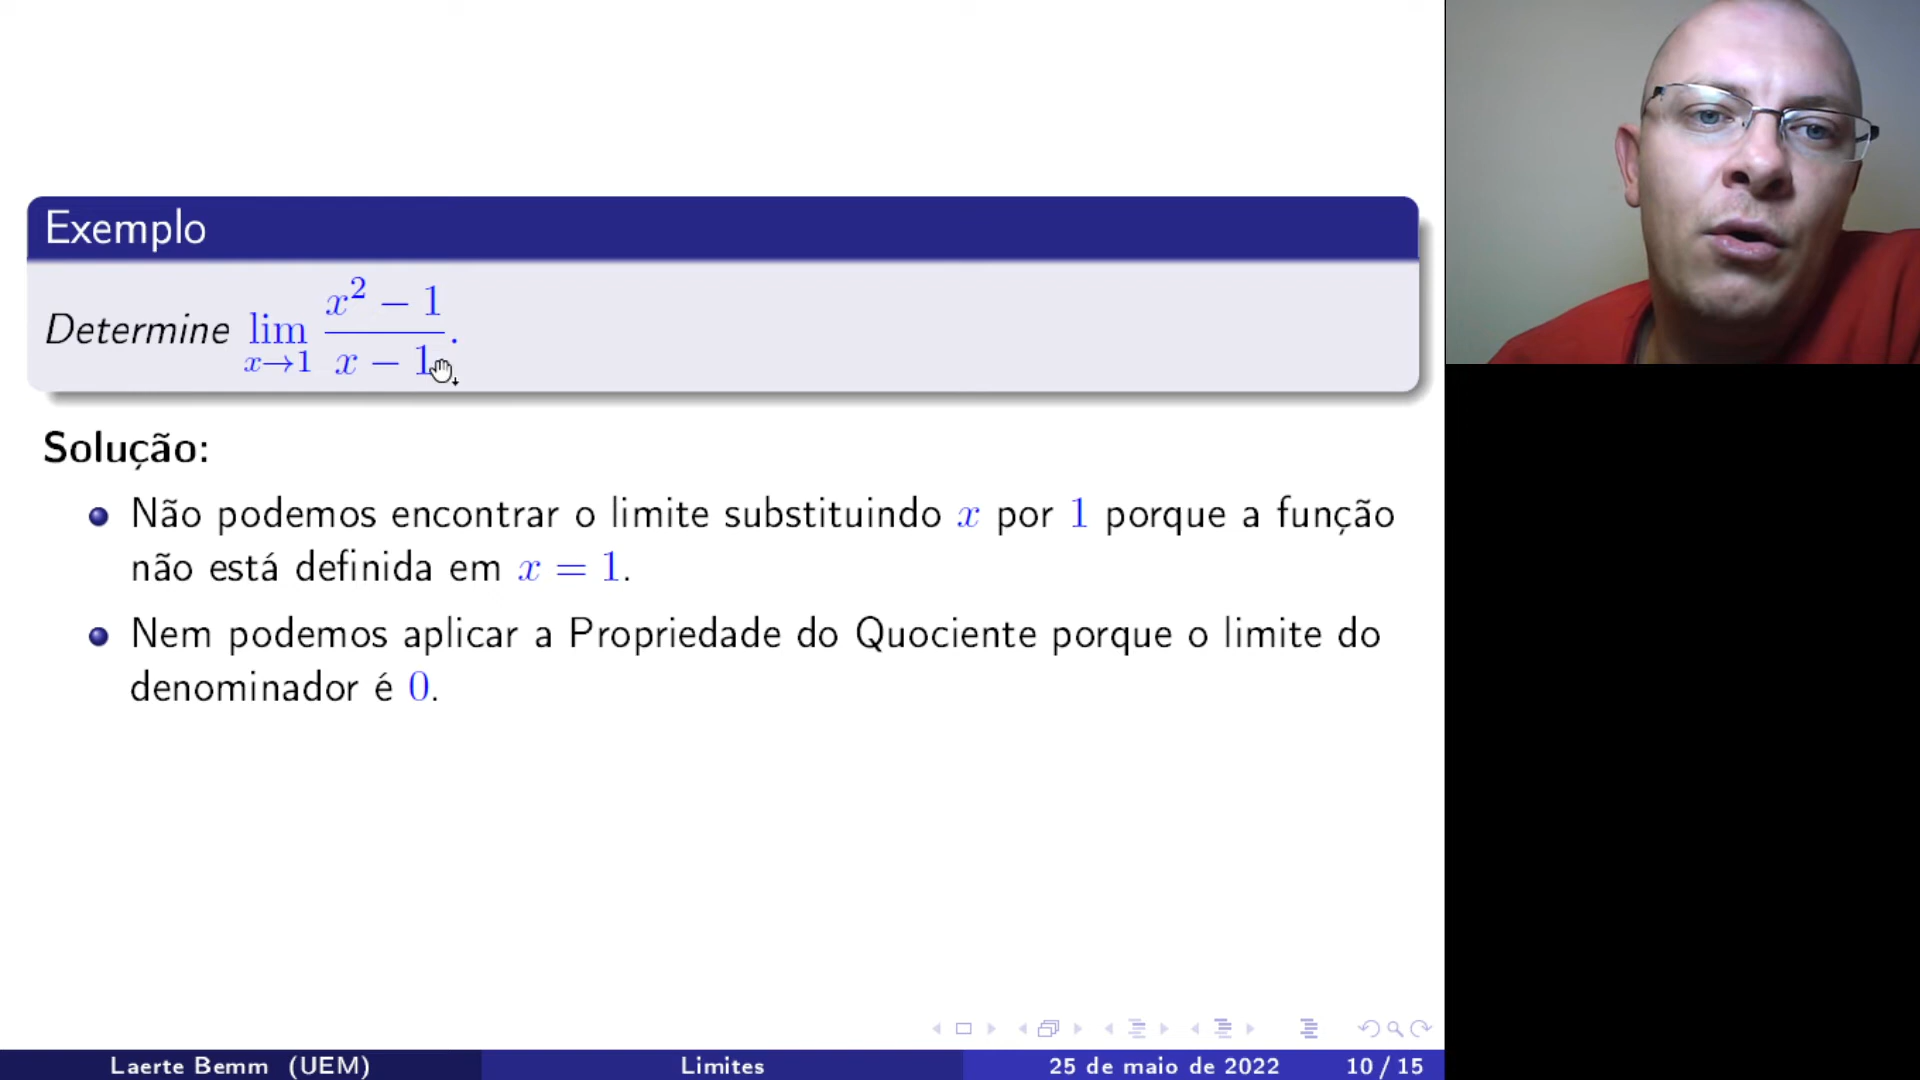 Exemplo
Determine lim_{x→1} \frac{x^2 − 1}{x − 1}.
Solução:
Não podemos encontrar o limite substituindo x por 1 porque a função
não está definida em x = 1.
Nem podemos aplicar a Propriedade do Quociente porque o limite do
denominador é 0.
Laerte Bemm (UEM) Limites 25 de maio de 2022 10 / 15